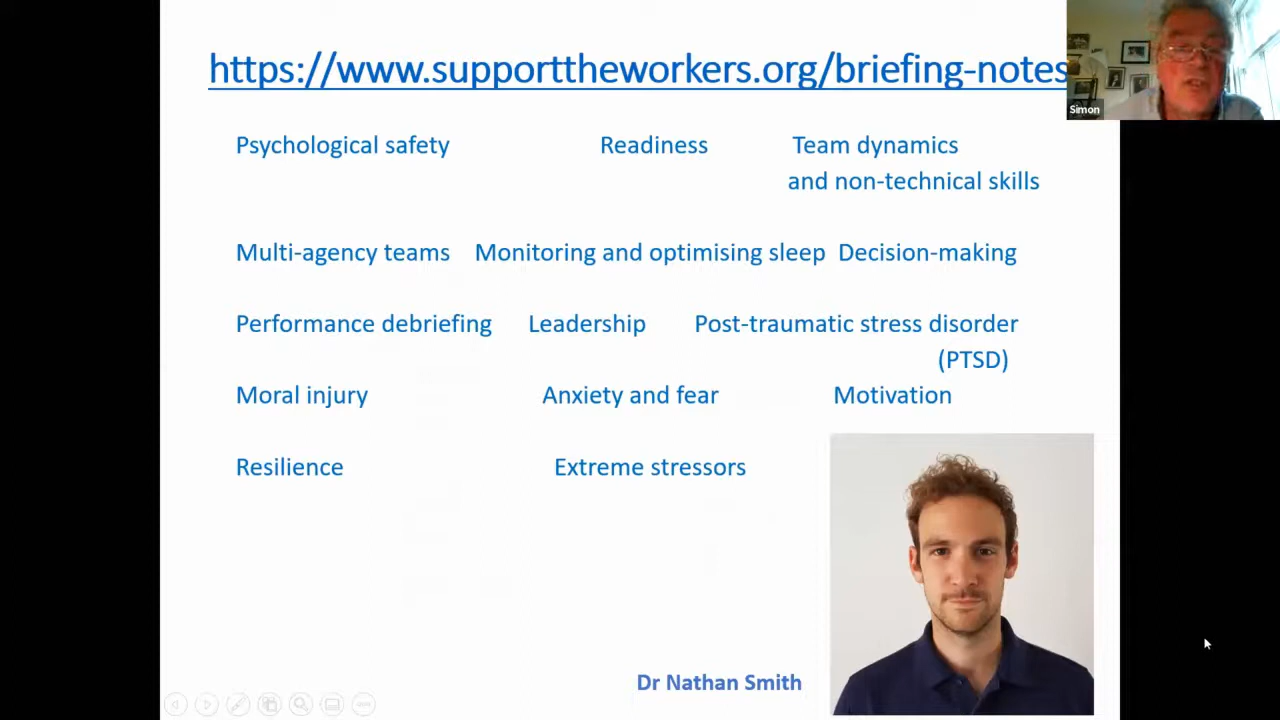 https://www.supporttheworkers.org/briefing-notes
Simon
Psychological safety Readiness Team dynamics
and non-technical skills
Multi-agency teams Monitoring and optimising sleep Decision-making
Performance debriefing Leadership Post-traumatic stress disorder
(PTSD)
Moral injury Anxiety and fear Motivation
Resilience Extreme stressors
Dr Nathan Smith